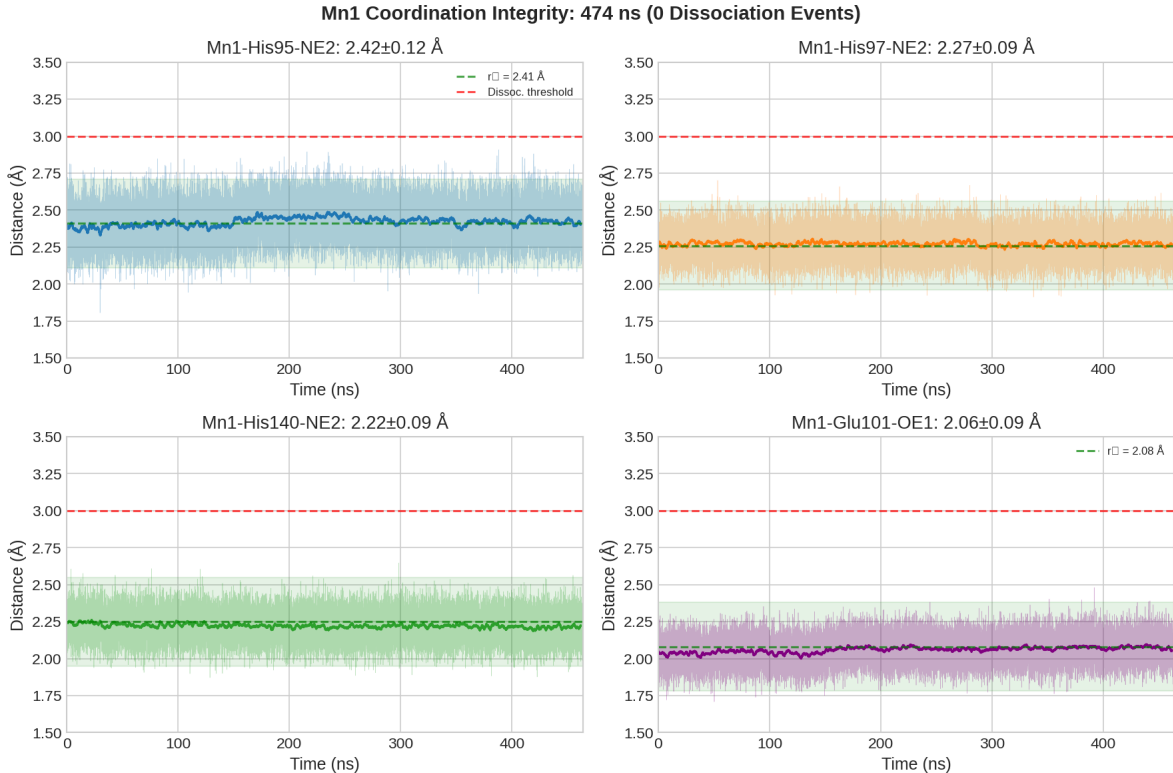 Mn1 Coordination Integrity: 474 ns (0 Dissociation Events)
Mn1-His95-NE2: 2.42±0.12 Å
3.50
3.25
3.00
2.75
2.50
2.25
2.00
1.75
1.50
Distance (Å)
r□ = 2.41 Å
Dissoc. threshold
0 100 200 300 400
Time (ns)
Mn1-His97-NE2: 2.27±0.09 Å
3.50
3.25
3.00
2.75
2.50
2.25
2.00
1.75
1.50
Distance (Å)
0 100 200 300 400
Time (ns)
Mn1-His140-NE2: 2.22±0.09 Å
3.50
3.25
3.00
2.75
2.50
2.25
2.00
1.75
1.50
Distance (Å)
0 100 200 300 400
Time (ns)
Mn1-Glu101-OE1: 2.06±0.09 Å
3.50
3.25
3.00
2.75
2.50
2.25
2.00
1.75
1.50
Distance (Å)
r□ = 2.08 Å
0 100 200 300 400
Time (ns)